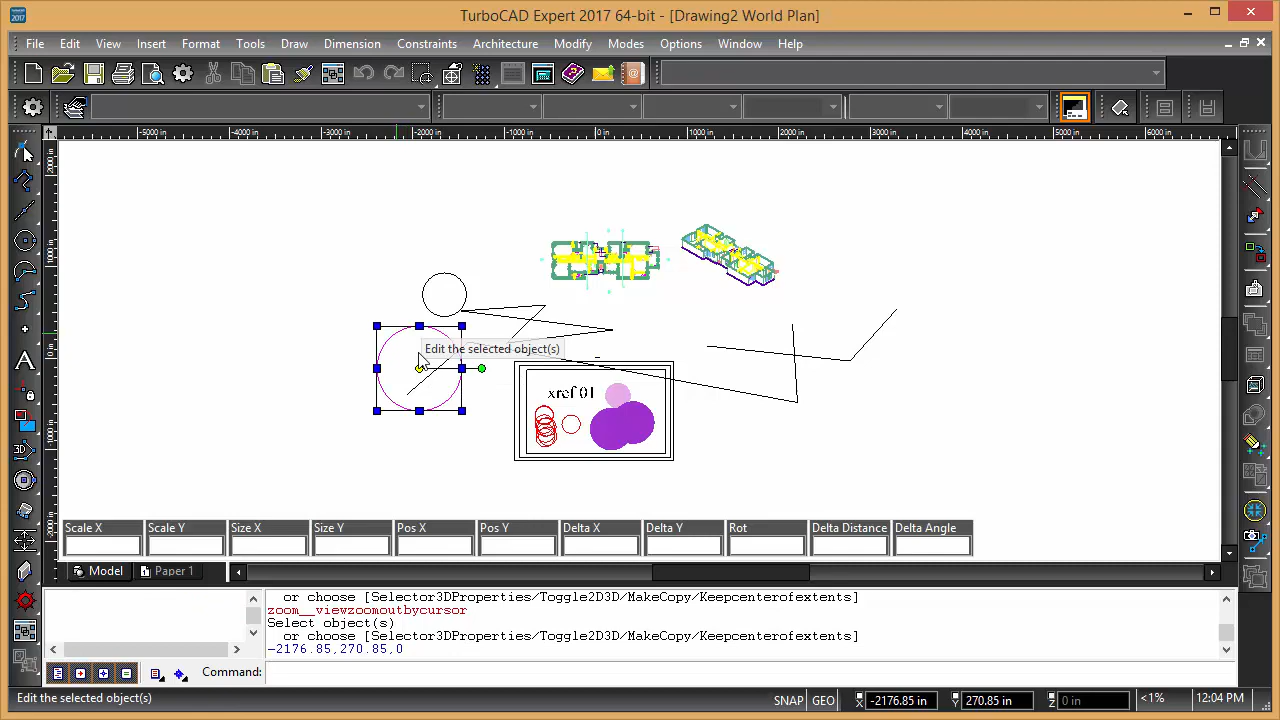 TurboCAD Expert 2017 64-bit - [Drawing2 World Plan]
File Edit View Insert Format Tools Draw Dimension Constraints Architecture Modify Modes Options Window Help
-5000 in -4000 in -3000 in -2000 in -1000 in 0 in 1000 in 2000 in 3000 in 4000 in 5000 in 6000 in
Edit the selected object(s)
xref 01
Scale X Scale Y Size X Size Y Pos X Pos Y Delta X Delta Y Rot Delta Distance Delta Angle
Model Paper 1
or choose [Selector3DProperties/Toggle2D3D/MakeCopy/Keepcenterofextents]
zoom__viewzoomoutbycursor
Select object(s)
or choose [Selector3DProperties/Toggle2D3D/MakeCopy/Keepcenterofextents]
-2176.85,270.85,0
Command:
Edit the selected object(s) SNAP GEO X -2176.85 in Y 270.85 in Z 0 in <1% 12:04 PM